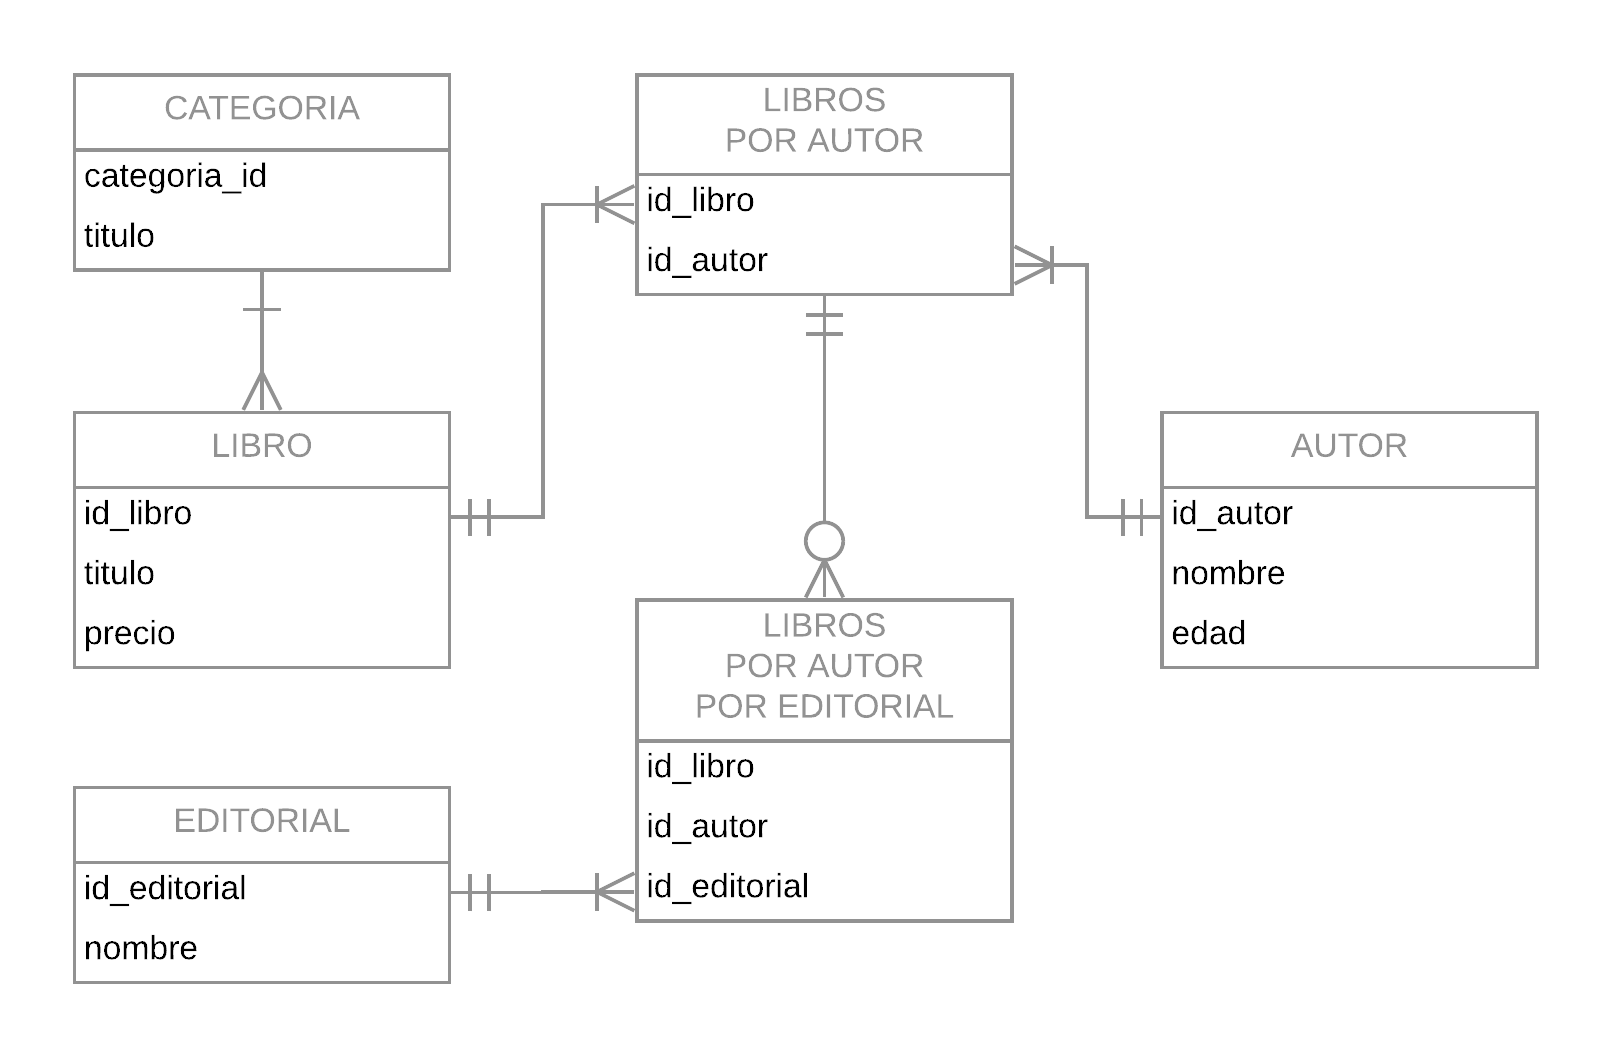 CATEGORIA
categoria_id
titulo
LIBROS
POR AUTOR
id_libro
id_autor
LIBRO
id_libro
titulo
precio
AUTOR
id_autor
nombre
edad
LIBROS
POR AUTOR
POR EDITORIAL
id_libro
id_autor
id_editorial
EDITORIAL
id_editorial
nombre